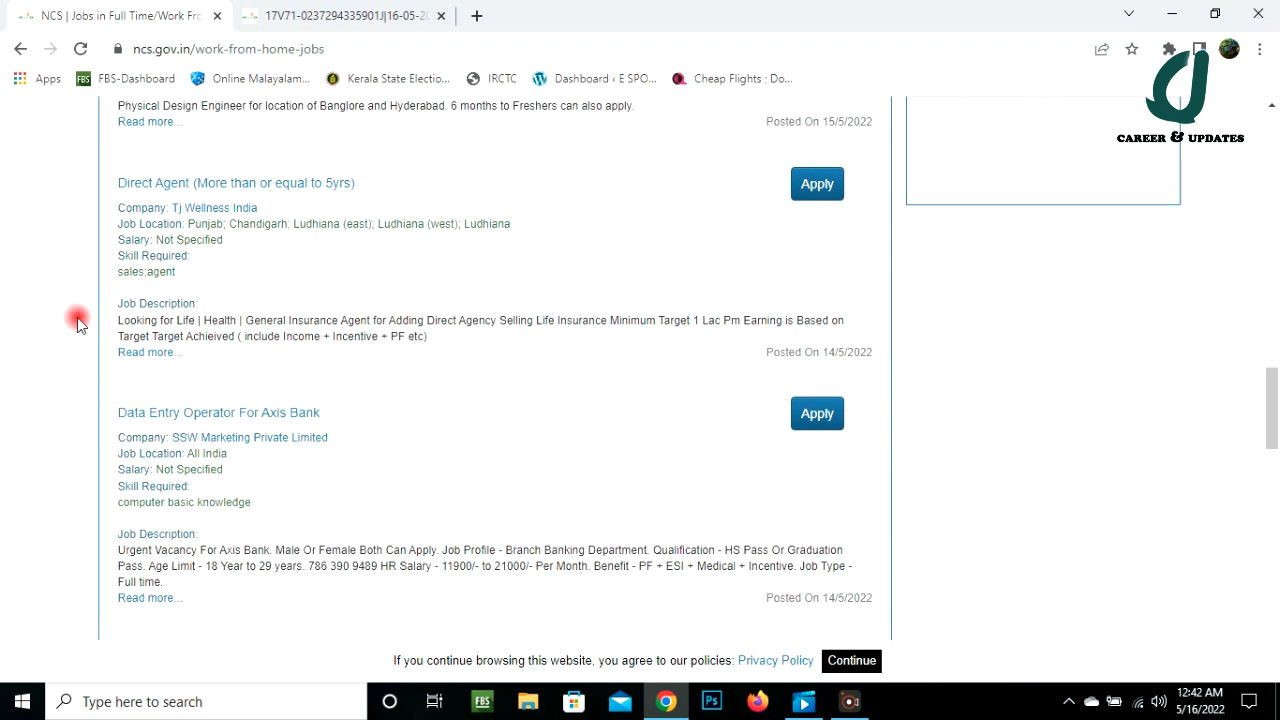 NCS | Jobs in Full Time/Work Fro
17V71-0237294335901J|16-05-20
ncs.gov.in/work-from-home-jobs
Apps
FBS
FBS-Dashboard
Online Malayalam...
Kerala State Electio...
IRCTC
Dashboard ‹ E SPO...
Cheap Flights ; Do...
CAREER & UPDATES
Physical Design Engineer for location of Banglore and Hyderabad. 6 months to Freshers can also apply.
Read more...
Posted On 15/5/2022
Direct Agent (More than or equal to 5yrs)
Apply
Company: Tj Wellness India
Job Location: Punjab; Chandigarh; Ludhiana (east); Ludhiana (west); Ludhiana
Salary: Not Specified
Skill Required:
sales;agent
Job Description:
Looking for Life | Health | General Insurance Agent for Adding Direct Agency Selling Life Insurance Minimum Target 1 Lac Pm Earning is Based on
Target Target Achieived ( include Income + Incentive + PF etc)
Read more...
Posted On 14/5/2022
Data Entry Operator For Axis Bank
Apply
Company: SSW Marketing Private Limited
Job Location: All India
Salary: Not Specified
Skill Required:
computer basic knowledge
Job Description:
Urgent Vacancy For Axis Bank. Male Or Female Both Can Apply. Job Profile - Branch Banking Department. Qualification - HS Pass Or Graduation
Pass. Age Limit - 18 Year to 29 years. 786 390 9489 HR Salary - 11900/- to 21000/- Per Month. Benefit - PF + ESI + Medical + Incentive. Job Type -
Full time.
Read more...
Posted On 14/5/2022
If you continue browsing this website, you agree to our policies: Privacy Policy
Continue
Type here to search
FBS
Ps
12:42 AM
5/16/2022